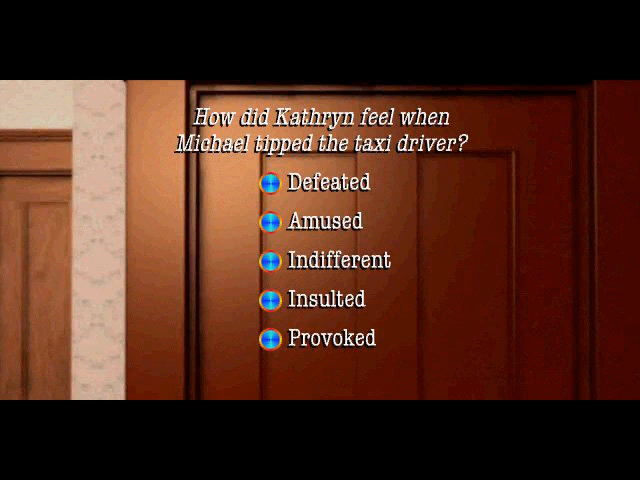 How did Kathryn feel when
Michael tipped the taxi driver?
Defeated
Amused
Indifferent
Insulted
Provoked